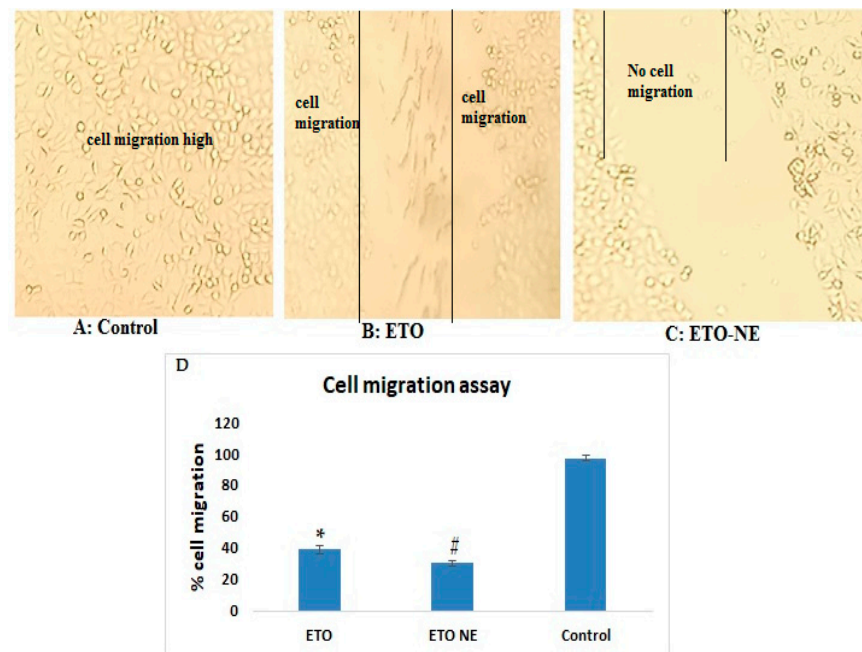 cell migration high
A: Control
cell
migration
cell
migration
B: ETO
No cell
migration
C: ETO-NE
D
Cell migration assay
% cell migration
120
100
80
60
40
20
0
*
#
ETO
ETO NE
Control